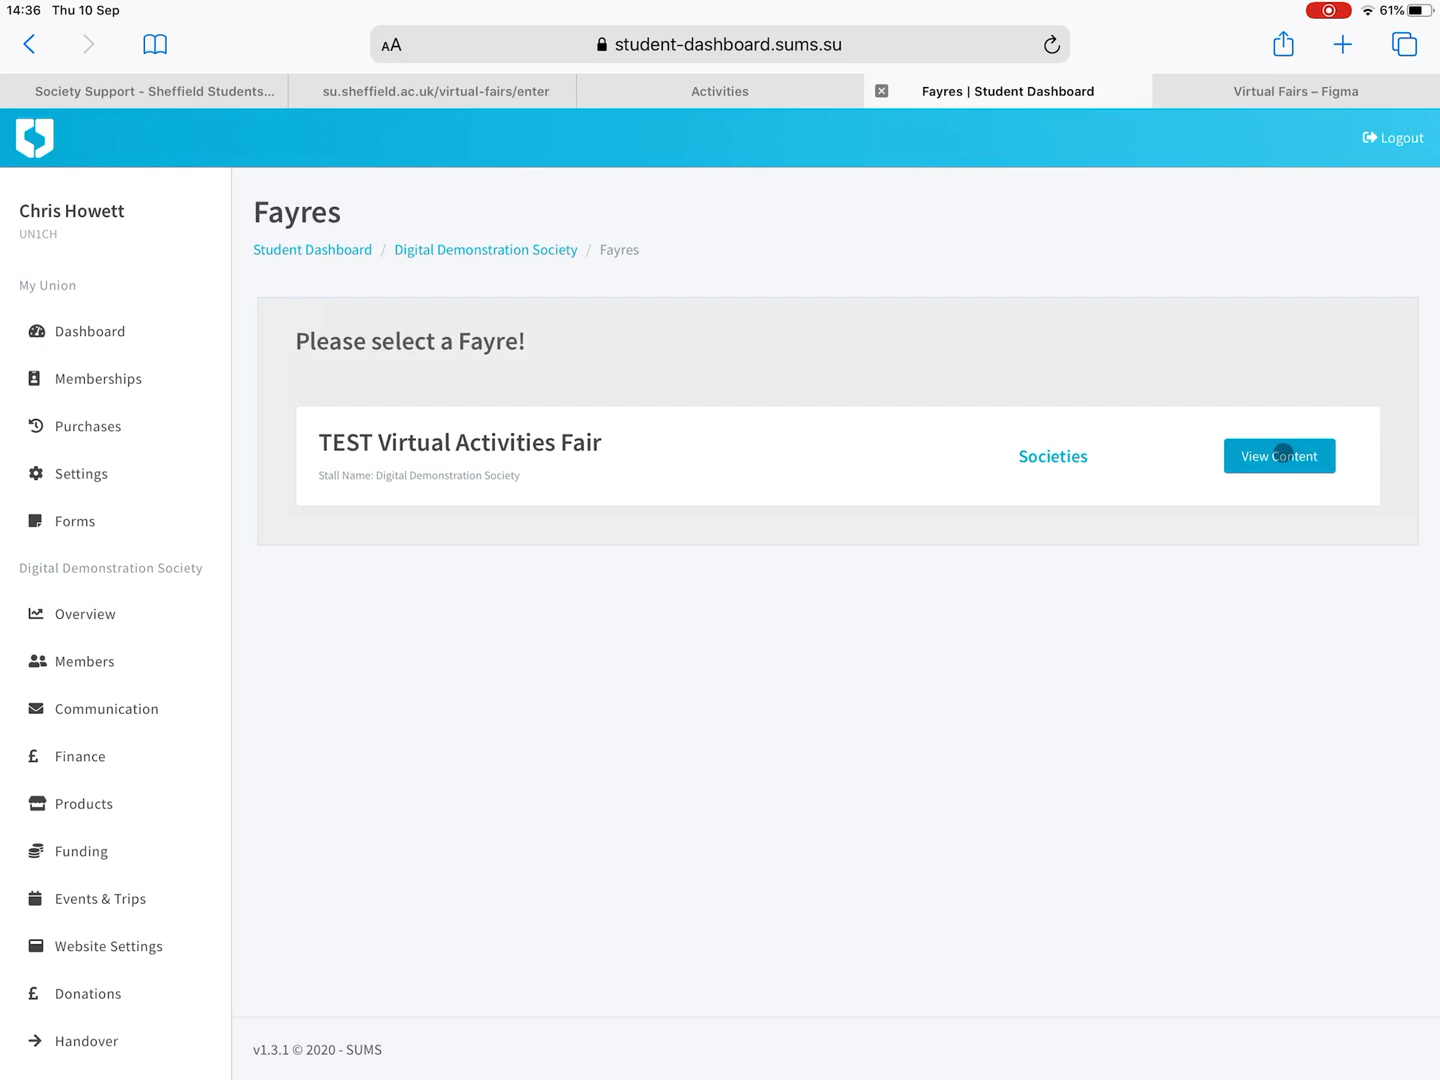 14:36 Thu 10 Sep
61%
AA
student-dashboard.sums.su
Society Support - Sheffield Students...
su.sheffield.ac.uk/virtual-fairs/enter
Activities
Fayres | Student Dashboard
Virtual Fairs – Figma
Logout
Chris Howett
UN1CH
My Union
Dashboard
Memberships
Purchases
Settings
Forms
Digital Demonstration Society
Overview
Members
Communication
£ Finance
Products
Funding
Events & Trips
Website Settings
£ Donations
Handover
Fayres
Student Dashboard / Digital Demonstration Society / Fayres
Please select a Fayre!
TEST Virtual Activities Fair
Stall Name: Digital Demonstration Society
Societies
View Content
v1.3.1 © 2020 - SUMS